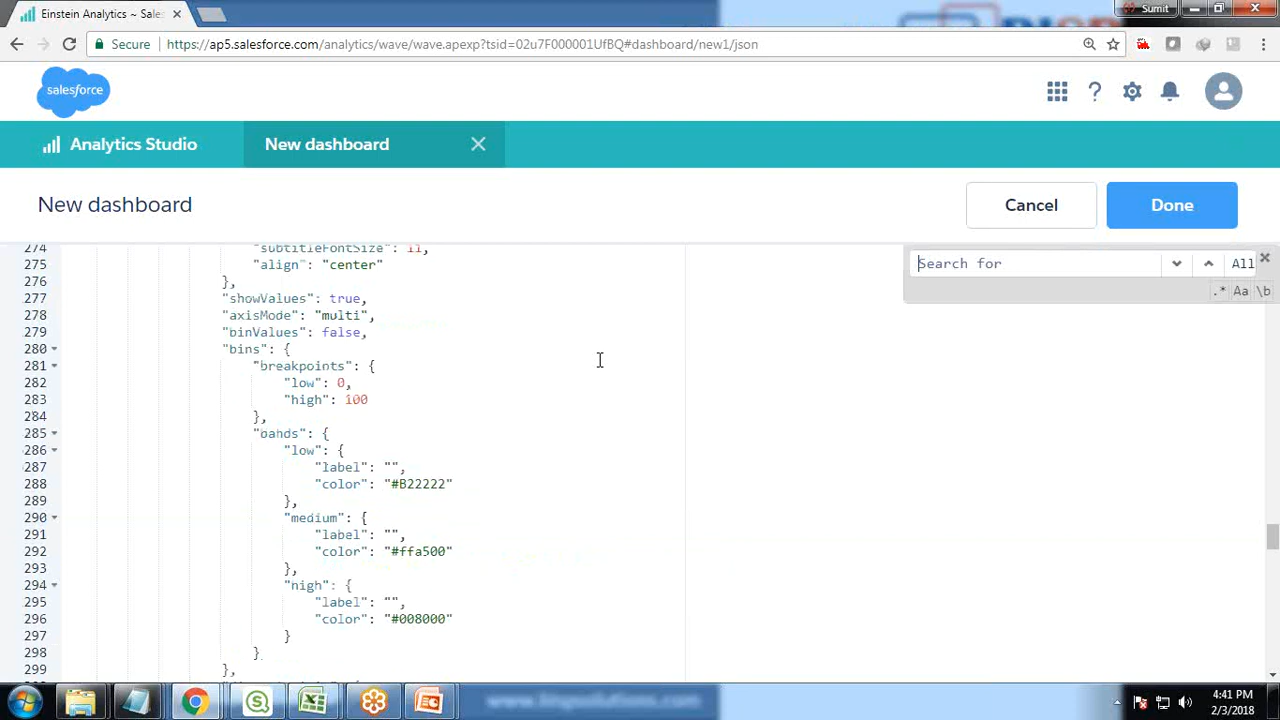 Einstein Analytics ~ Sales
Sumit
Secure
https://ap5.salesforce.com/analytics/wave/wave.apexp?tsid=02u7F000001UfBQ#dashboard/new1/json
salesforce
Analytics Studio
New dashboard
New dashboard
Cancel
Done
274 "subtitleFontSize": 11,
275 "align": "center"
276 },
277 "showValues": true,
278 "axisMode": "multi",
279 "binValues": false,
280 "bins": {
281 "breakpoints": {
282 "low": 0,
283 "high": 100
284 },
285 "bands": {
286 "low": {
287 "label": "",
288 "color": "#B22222"
289 },
290 "medium": {
291 "label": "",
292 "color": "#ffa500"
293 },
294 "high": {
295 "label": "",
296 "color": "#008000"
297 }
298 }
299 },
Search for
All
.* Aa \b
www.linqsolutions.com
4:41 PM
2/3/2018